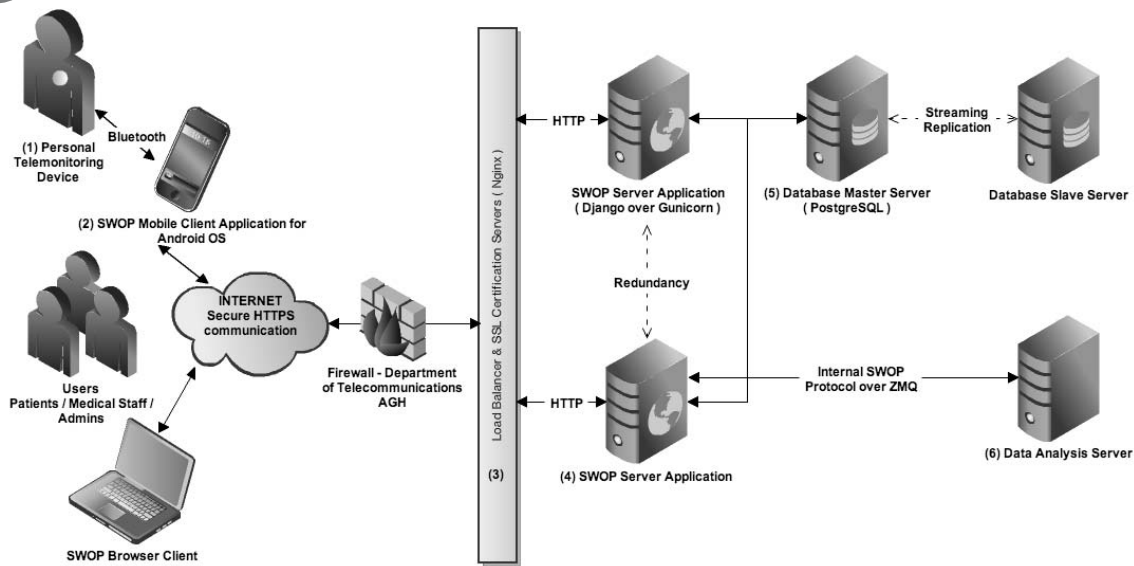 Bluetooth
(1) Personal
Telemonitoring
Device
(2) SWOP Mobile Client Application for
Android OS
Users
Patients / Medical Staff /
Admins
INTERNET
Secure HTTPS
communication
SWOP Browser Client
Firewall - Department
of Telecommunications
AGH
Load Balancer & SSL Certification Servers ( Nginx )
(3)
HTTP
SWOP Server Application
( Django over Gunicorn )
(5) Database Master Server
( PostgreSQL )
Streaming
Replication
Database Slave Server
Redundancy
HTTP
(4) SWOP Server Application
Internal SWOP
Protocol over ZMQ
(6) Data Analysis Server